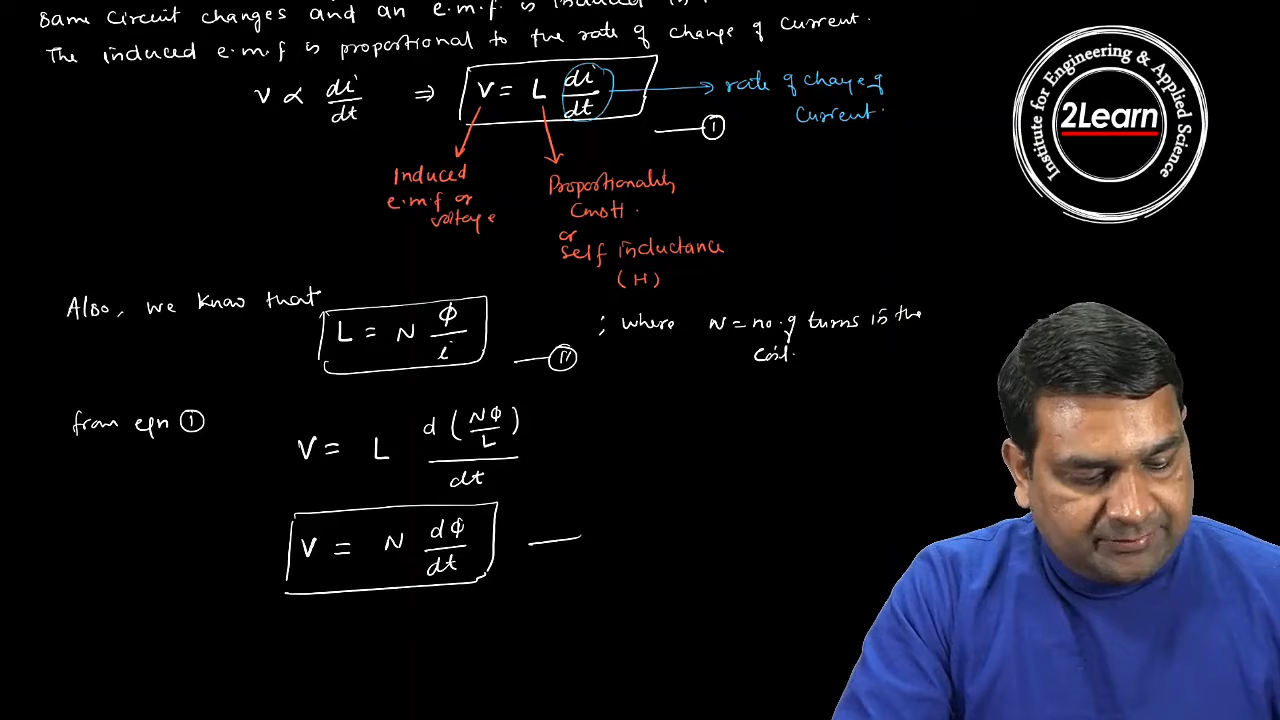 Same circuit changes and an e.m.f. is induced in
The induced e.m.f is proportional to the rate of change of current.
v ∝ di/dt ⇒ V = L di/dt → rate of change of
Current.
①
Induced
e.m.f or
voltage
Proportionality
Constt.
or
Self inductance
(H)
Also, we know that
L = N ϕ/i ; where N = no. of turns in the
coil.
②
from eqn ①
V = L d(Nϕ/L)/dt
V = N dϕ/dt —
Institute for Engineering & Applied Science
2Learn